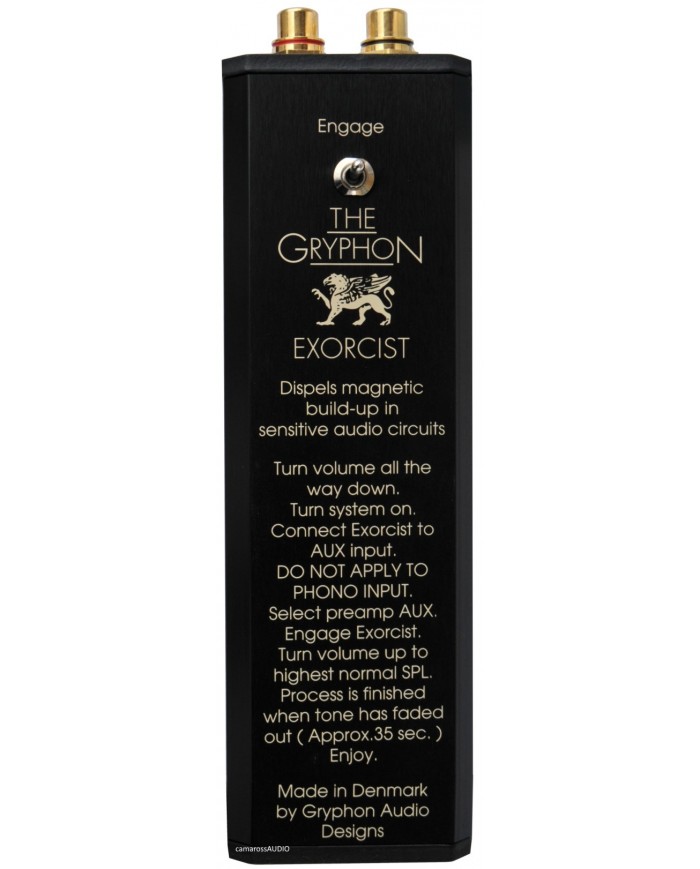 Engage
THE
GRYPHON
EXORCIST
Dispels magnetic
build-up in
sensitive audio circuits
Turn volume all the
way down.
Turn system on.
Connect Exorcist to
AUX input.
DO NOT APPLY TO
PHONO INPUT.
Select preamp AUX.
Engage Exorcist.
Turn volume up to
highest normal SPL.
Process is finished
when tone has faded
out ( Approx.35 sec. )
Enjoy.
Made in Denmark
by Gryphon Audio
Designs
camarossAUDIO